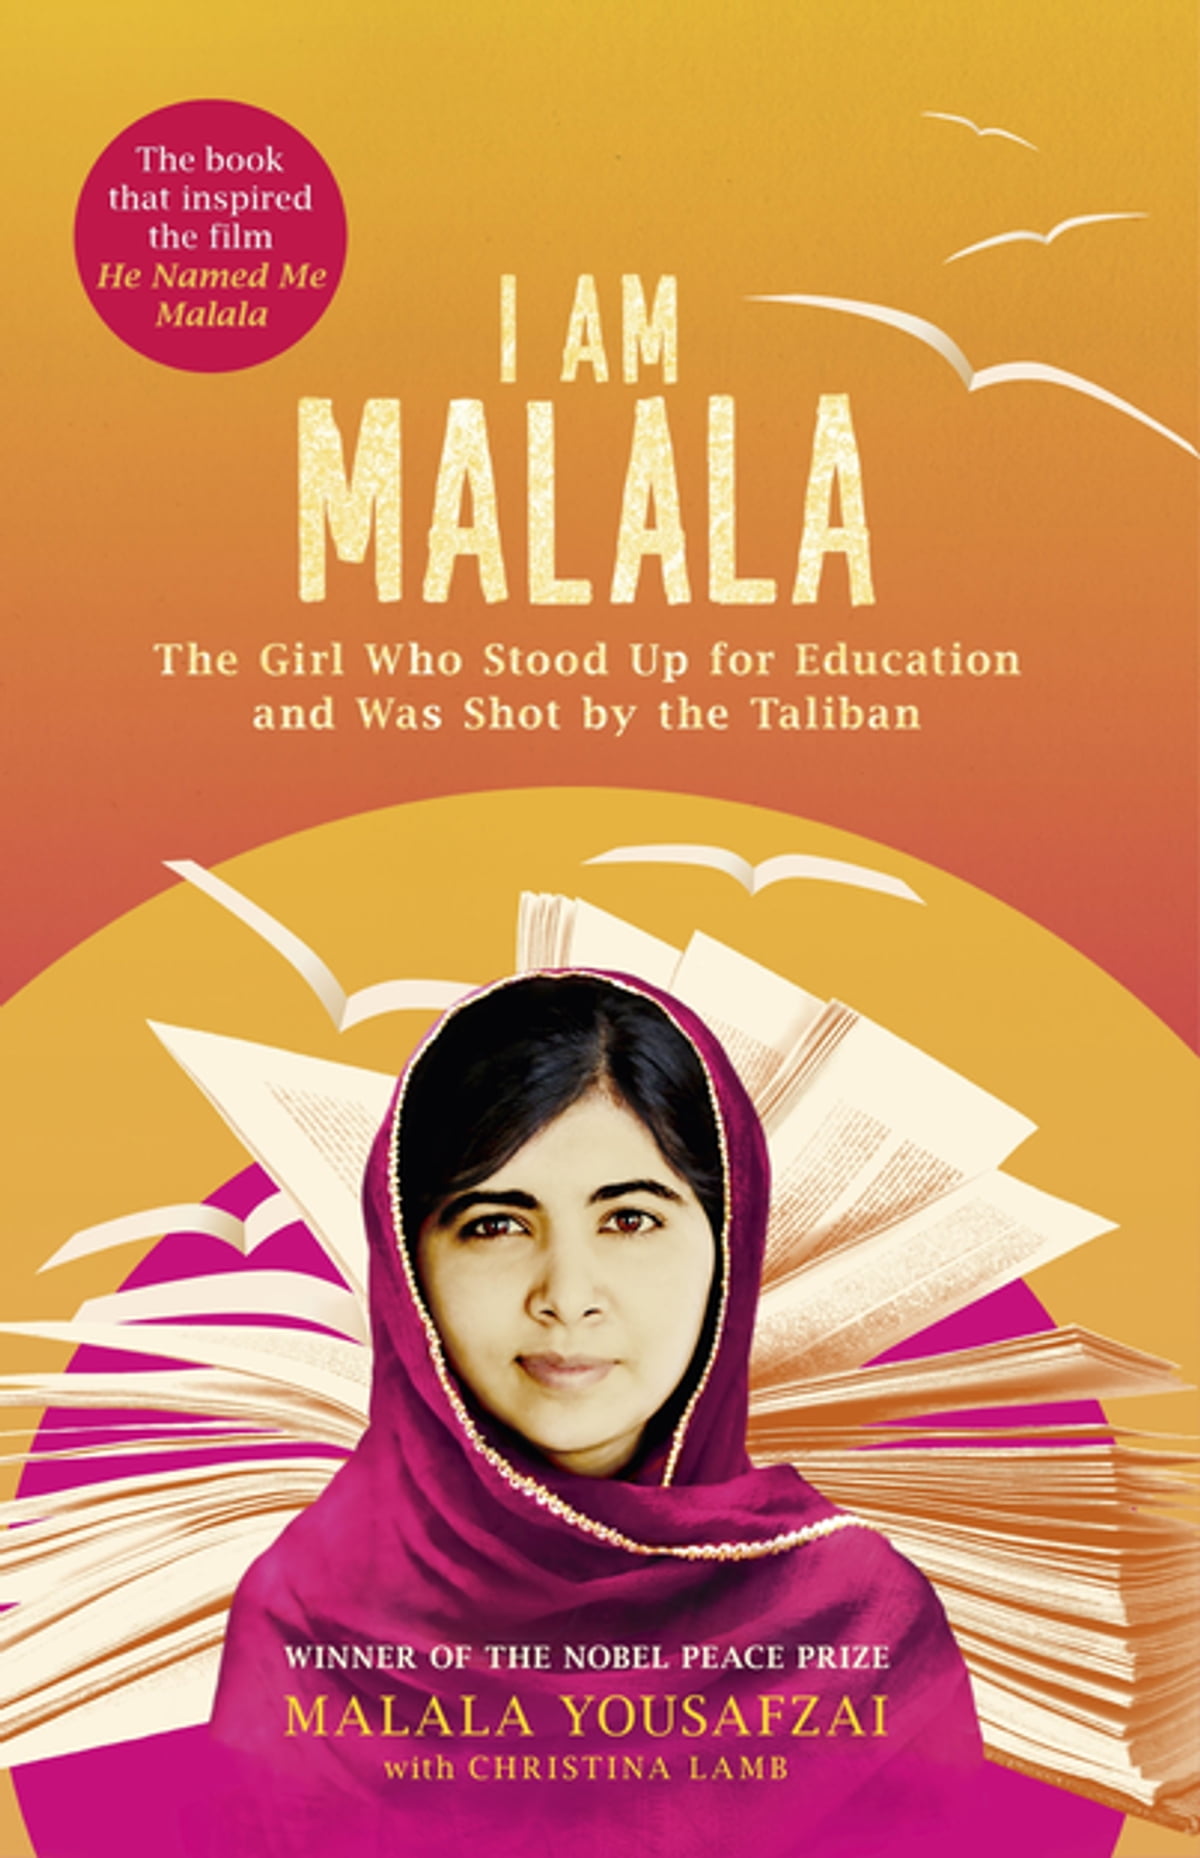 The book
that inspired
the film
He Named Me
Malala
I AM
MALALA
The Girl Who Stood Up for Education
and Was Shot by the Taliban
WINNER OF THE NOBEL PEACE PRIZE
MALALA YOUSAFZAI
with CHRISTINA LAMB